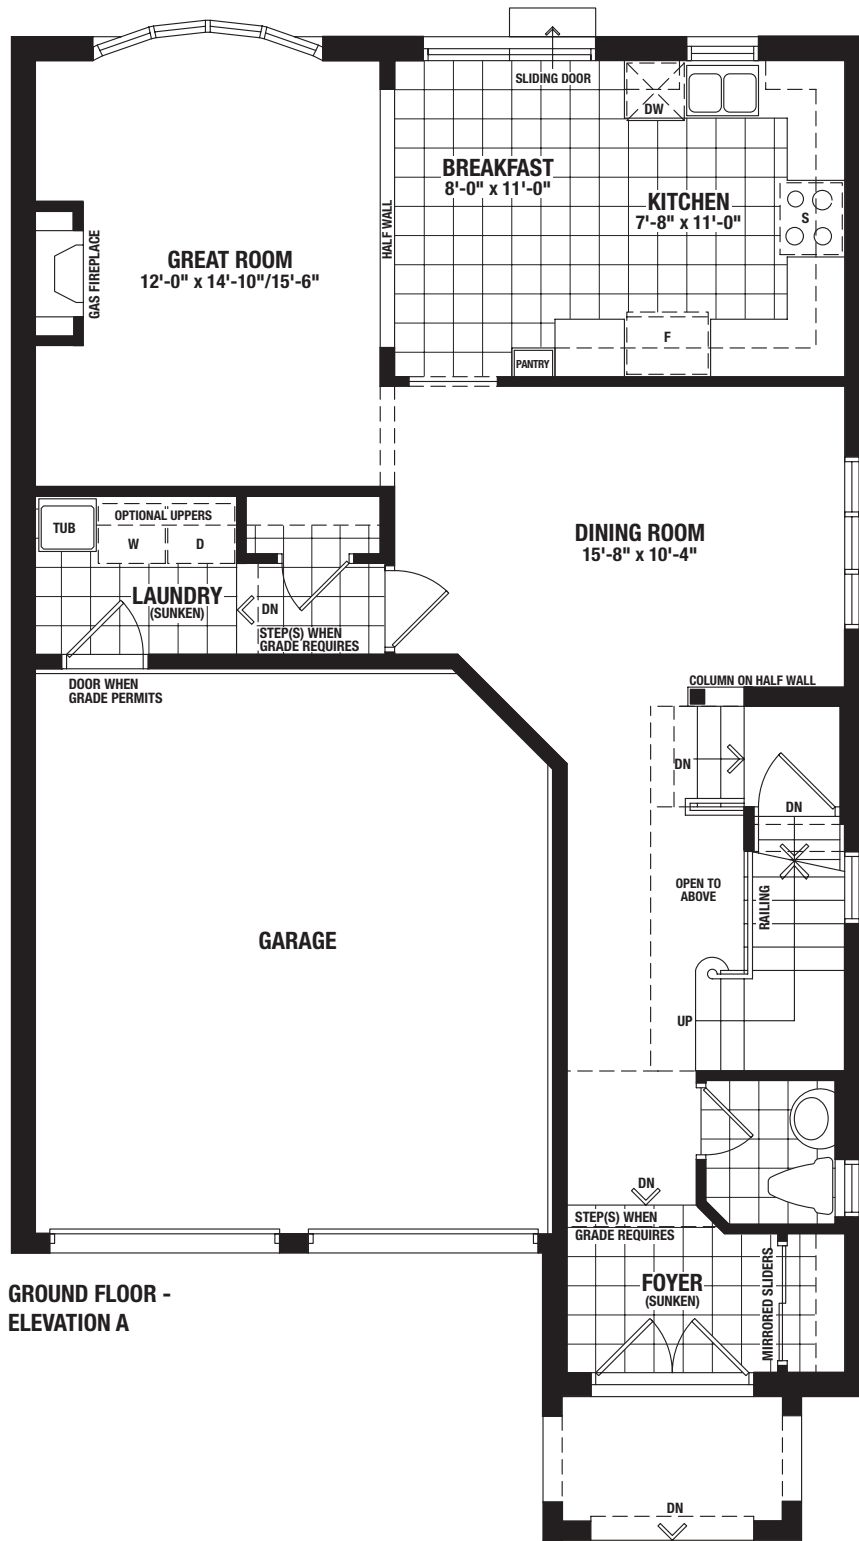 SLIDING DOOR
DW
BREAKFAST
8'-0" x 11'-0"
KITCHEN
7'-8" x 11'-0"
S
HALF WALL
GREAT ROOM
12'-0" x 14'-10"/15'-6"
GAS FIREPLACE
F
PANTRY
TUB
OPTIONAL UPPERS
W
D
DINING ROOM
15'-8" x 10'-4"
LAUNDRY
(SUNKEN)
DN
STEP(S) WHEN
GRADE REQUIRES
DOOR WHEN
GRADE PERMITS
COLUMN ON HALF WALL
DN
DN
OPEN TO
ABOVE
RAILING
GARAGE
UP
DN
STEP(S) WHEN
GRADE REQUIRES
FOYER
(SUNKEN)
MIRRORED SLIDERS
GROUND FLOOR -
ELEVATION A
DN